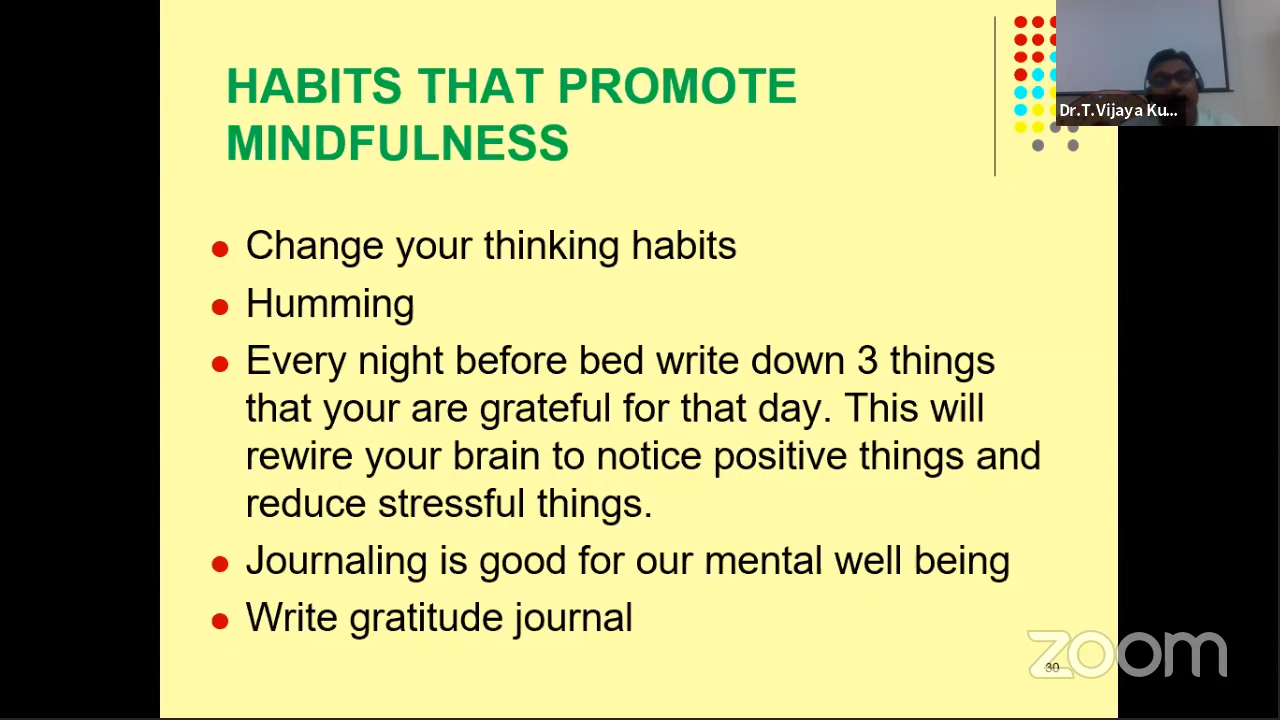 HABITS THAT PROMOTE
MINDFULNESS
Dr.T.Vijaya Ku...
Change your thinking habits
Humming
Every night before bed write down 3 things
that your are grateful for that day. This will
rewire your brain to notice positive things and
reduce stressful things.
Journaling is good for our mental well being
Write gratitude journal
30
zoom